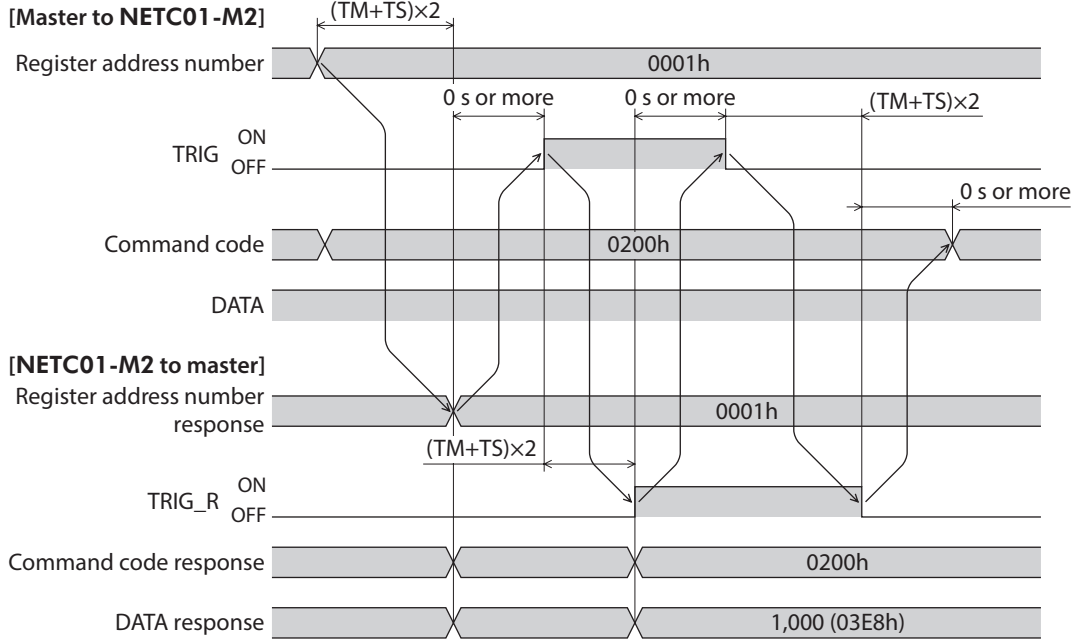 [Master to NETC01-M2]
(TM+TS)×2
Register address number
0001h
0 s or more
0 s or more
(TM+TS)×2
TRIG
ON
OFF
0 s or more
Command code
0200h
DATA
[NETC01-M2 to master]
Register address number
response
0001h
(TM+TS)×2
TRIG_R
ON
OFF
Command code response
0200h
DATA response
1,000 (03E8h)